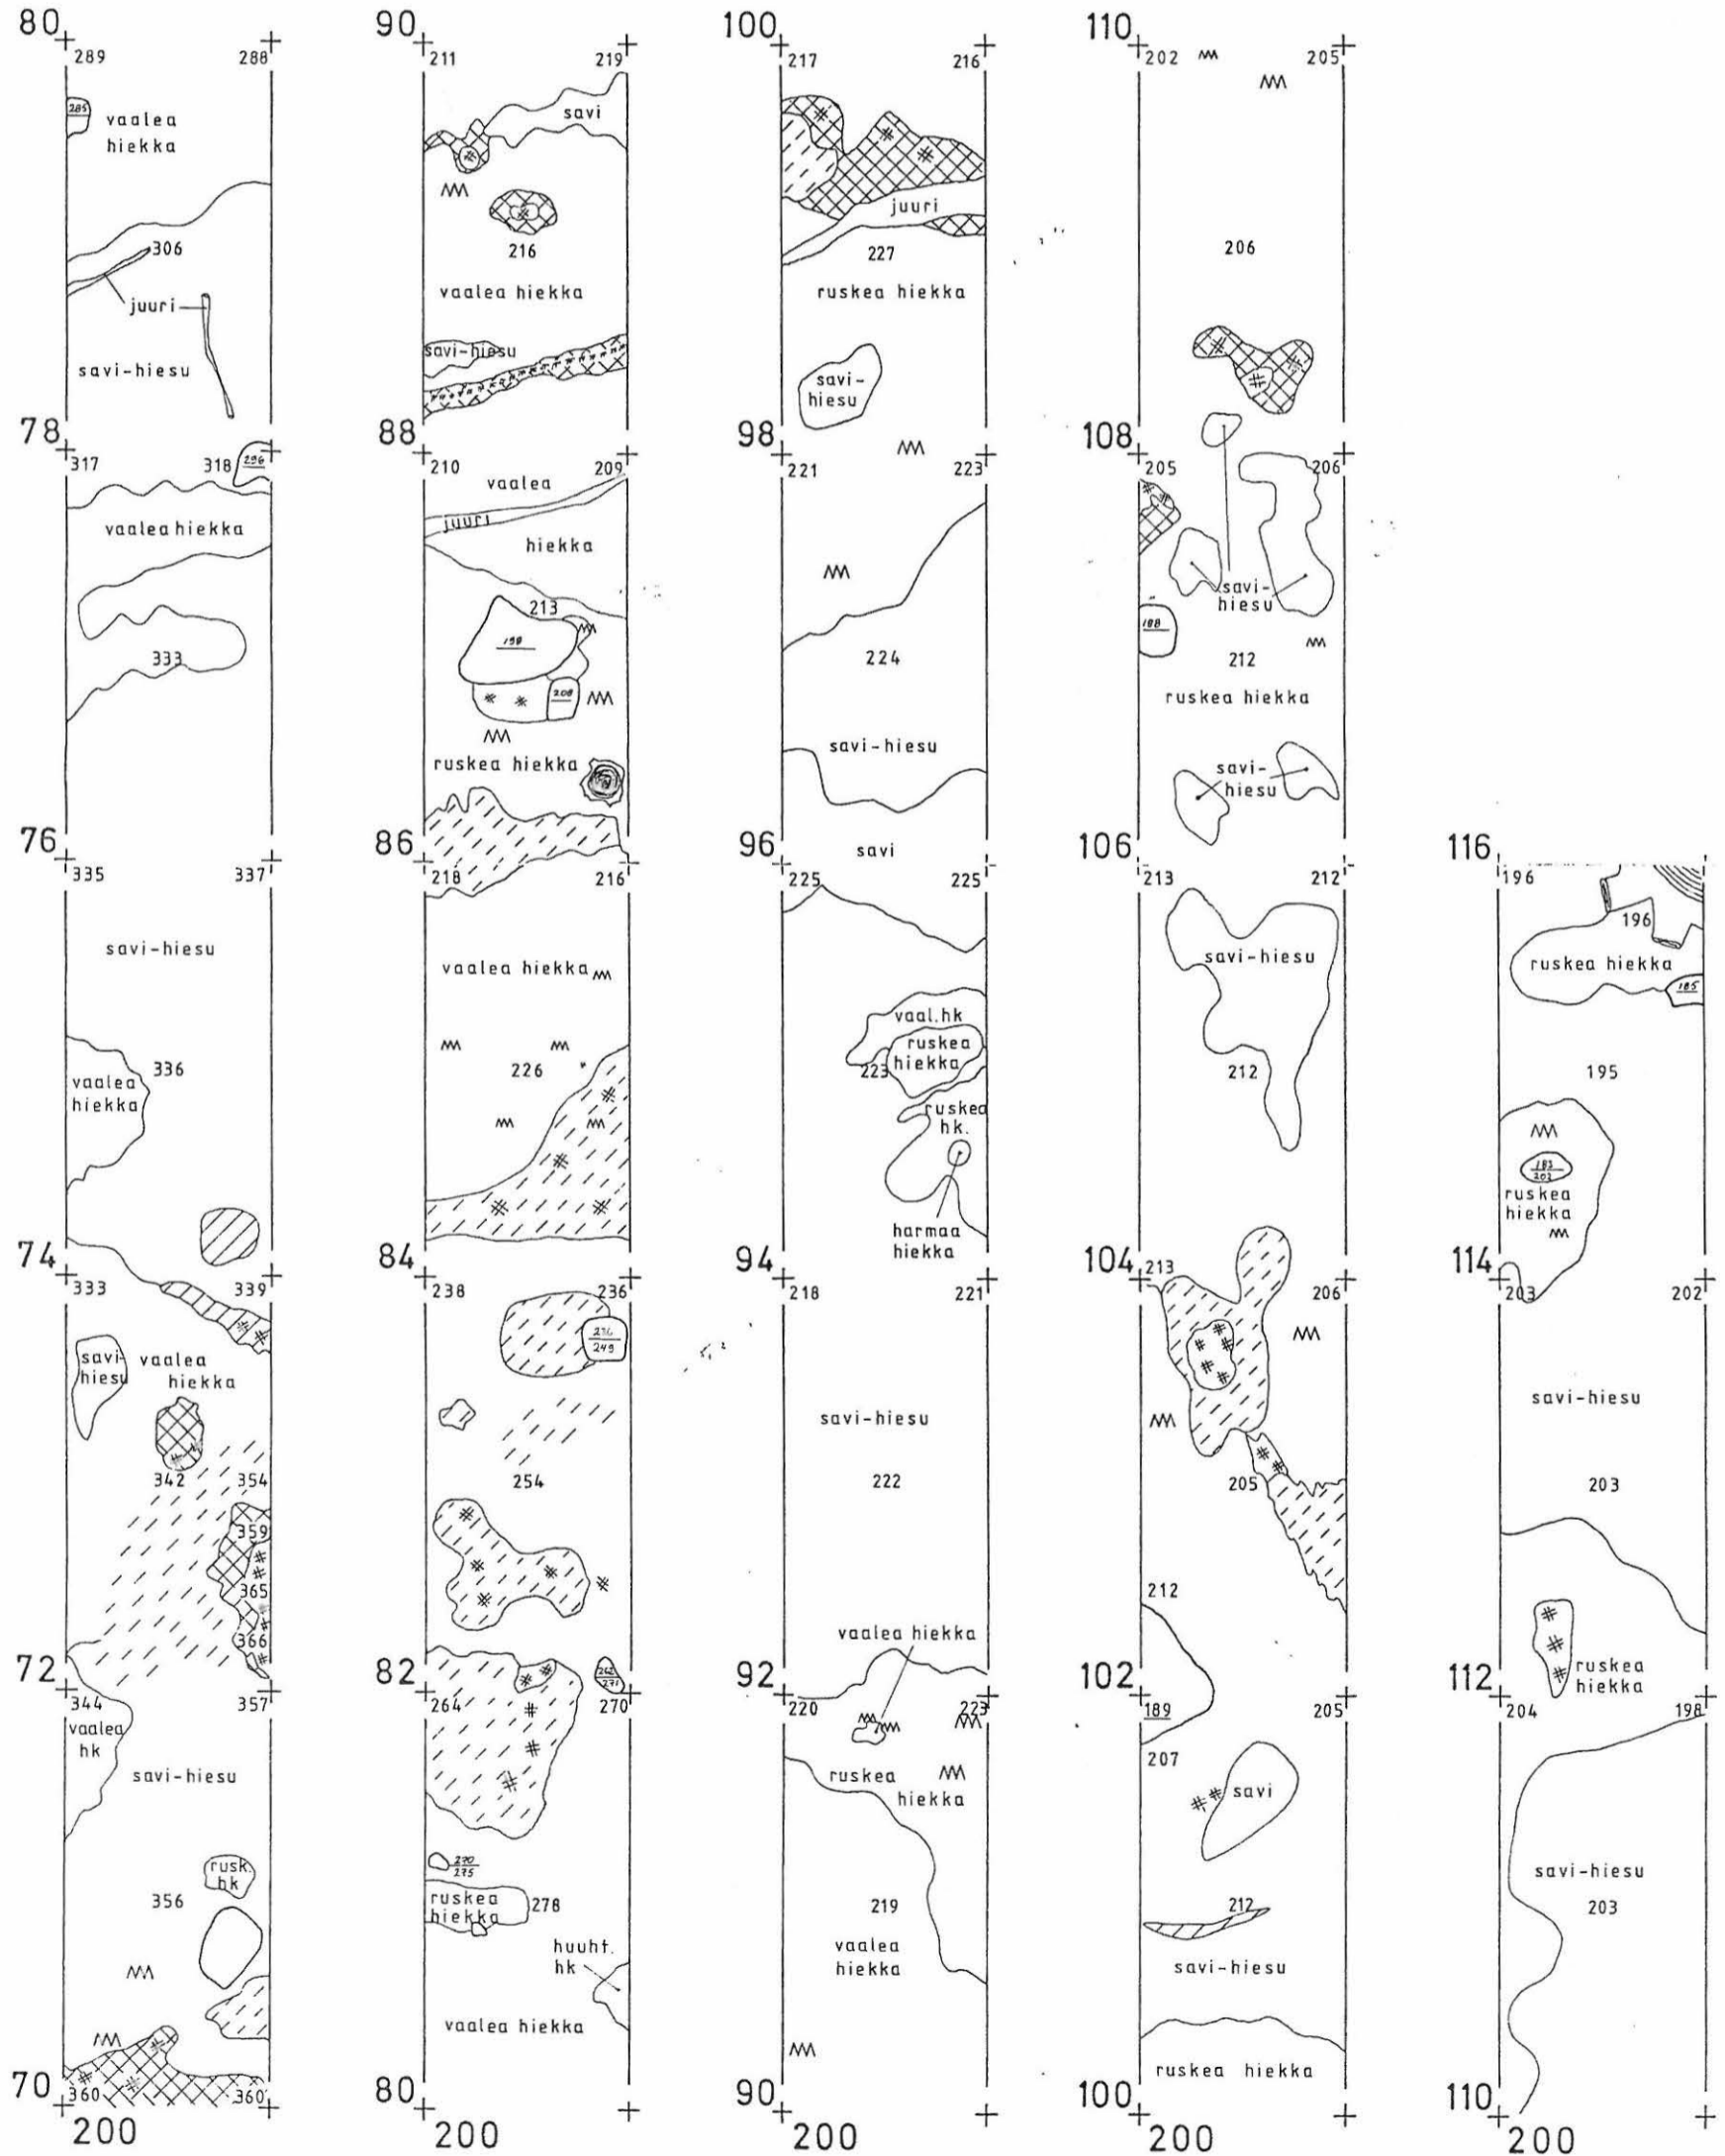 80
289 288
285
vaalea
hiekka
306
juuri
savi-hiesu
78
317 318 296
vaalea hiekka
333
76
335 337
savi-hiesu
336
vaalea
hiekka
74
333 339
savi-
hiesu
vaalea
hiekka
342 354
359
365
366
72
344 357
vaalea
hk
savi-hiesu
rusk.
hk
356
70
360 360
200
90
211 219
savi
216
vaalea hiekka
savi-hiesu
88
210 209
vaalea
juuri
hiekka
213
198
208
ruskea hiekka
86
218 216
vaalea hiekka
226
84
238 236
236
249
254
82
264 270
262
271
270
275
ruskea
hiekka
278
huuht.
hk
vaalea hiekka
80
200
100
217 216
juuri
227
ruskea hiekka
savi-
hiesu
98
221 223
224
savi-hiesu
96
savi
225 225
vaal.hk
ruskea
hiekka
223
ruskea
hk.
harmaa
hiekka
94
218 221
savi-hiesu
222
vaalea hiekka
92
220 223
ruskea
hiekka
219
vaalea
hiekka
90
200
110
202 205
206
108
205 206
savi-
hiesu
188
212
ruskea hiekka
savi-
hiesu
106
213 212
savi-hiesu
212
104
213 206
205
212
102
189 205
207
savi
212
savi-hiesu
ruskea hiekka
100
200
116
196
196
ruskea hiekka
185
195
183
202
ruskea
hiekka
114
203 202
savi-hiesu
203
ruskea
hiekka
112
204 198
savi-hiesu
203
110
200